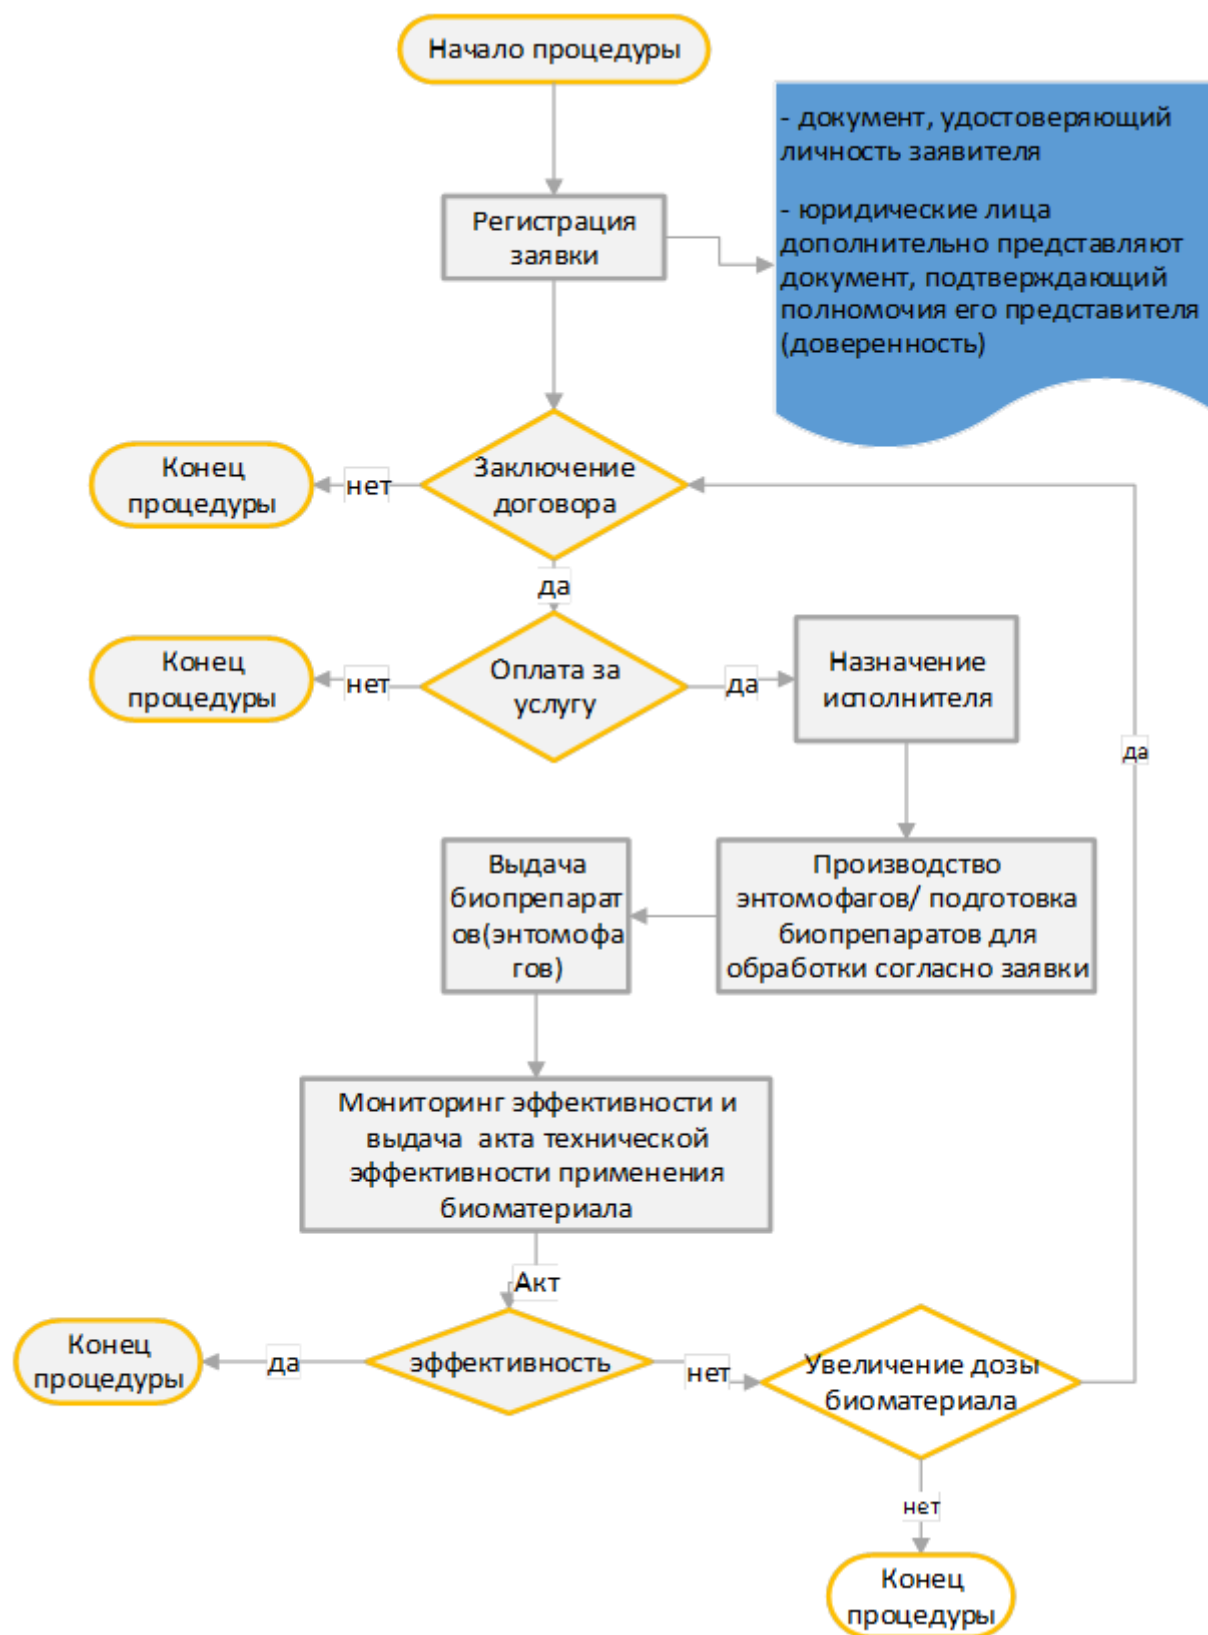 Начало процедуры
- документ, удостоверяющий
личность заявителя
- юридические лица
дополнительно представляют
документ, подтверждающий
полномочия его представителя
(доверенность)
Регистрация
заявки
Заключение
договора
нет
Конец
процедуры
да
Оплата за
услугу
нет
Конец
процедуры
да
Назначение
исполнителя
да
Производство
энтомофагов/ подготовка
биопрепаратов для
обработки согласно заявки
Выдача
биопрепарат
ов(энтомофа
гов)
Мониторинг эффективности и
выдача  акта технической
эффективности применения
биоматериала
Акт
эффективность
да
Конец
процедуры
нет
Увеличение дозы
биоматериала
нет
Конец
процедуры